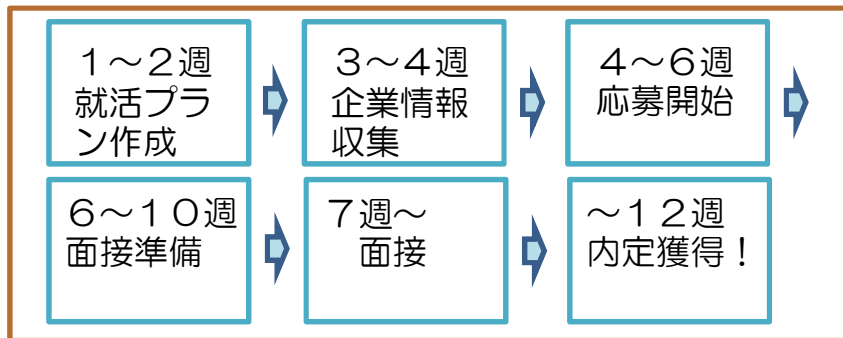 １～２週
就活プラ
ン作成
３～４週
企業情報
収集
４～６週
応募開始
６～１０週
面接準備
７週～
面接
～１２週
内定獲得！